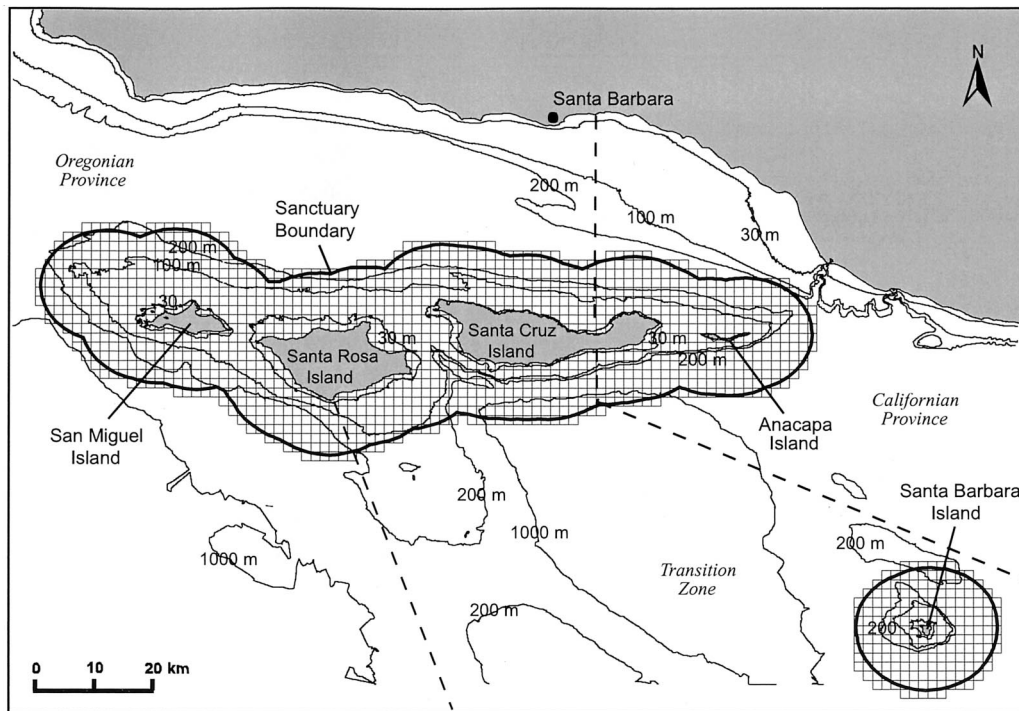 N
Santa Barbara
Oregonian
Province
200 m
Sanctuary
Boundary
100 m
30 m
200 m
100 m
30
Santa Cruz
Island
30 m
30 m
Santa Rosa
Island
200 m
San Miguel
Island
Anacapa
Island
Californian
Province
Santa Barbara
Island
200 m
1000 m
200 m
1000 m
Transition
Zone
200 m
200
0 10 20 km